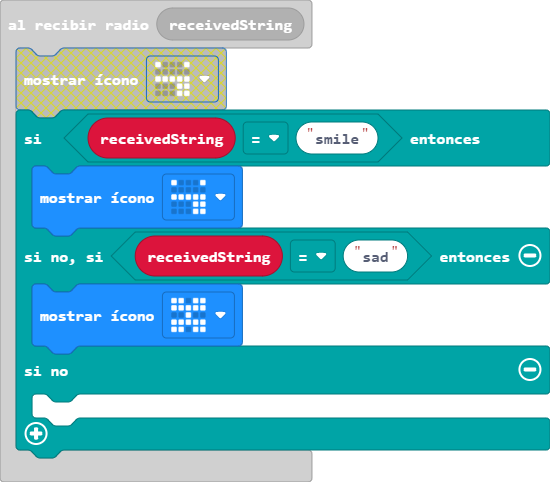 al recibir radio receivedString
mostrar ícono
si receivedString = "smile" entonces
mostrar ícono
si no, si receivedString = "sad" entonces
mostrar ícono
si no